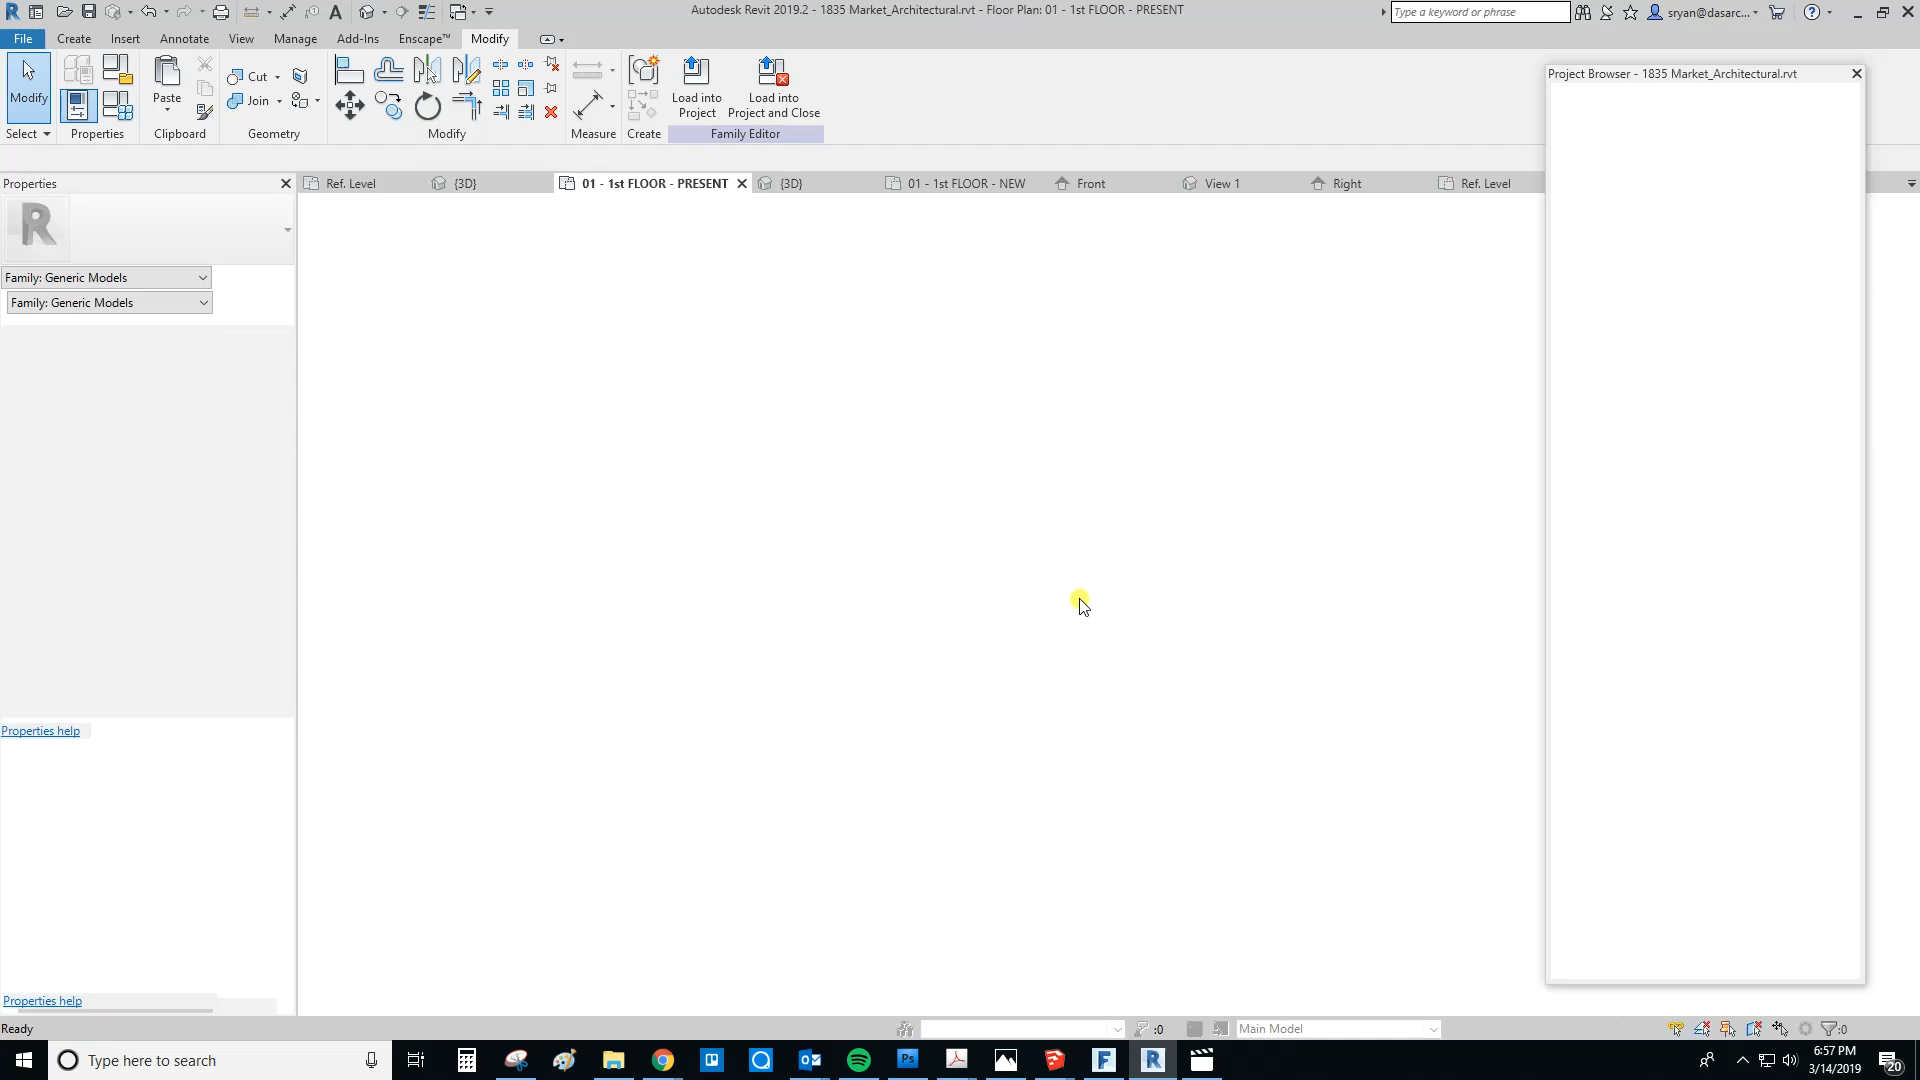 Autodesk Revit 2019.2 - 1835 Market_Architectural.rvt - Floor Plan: 01 - 1st FLOOR - PRESENT
Type a keyword or phrase
sryan@dasarc...
File Create Insert Annotate View Manage Add-Ins Enscape™ Modify
Modify
Paste
Cut
Join
Load into
Project
Load into
Project and Close
Select Properties Clipboard Geometry Modify Measure Create Family Editor
Project Browser - 1835 Market_Architectural.rvt
Properties
Ref. Level {3D} 01 - 1st FLOOR - PRESENT {3D} 01 - 1st FLOOR - NEW Front View 1 Right Ref. Level
R
Family: Generic Models
Family: Generic Models
Properties help
Properties help
Ready
:0
Main Model
:0
Type here to search
Ps
F
R
6:57 PM
3/14/2019
20